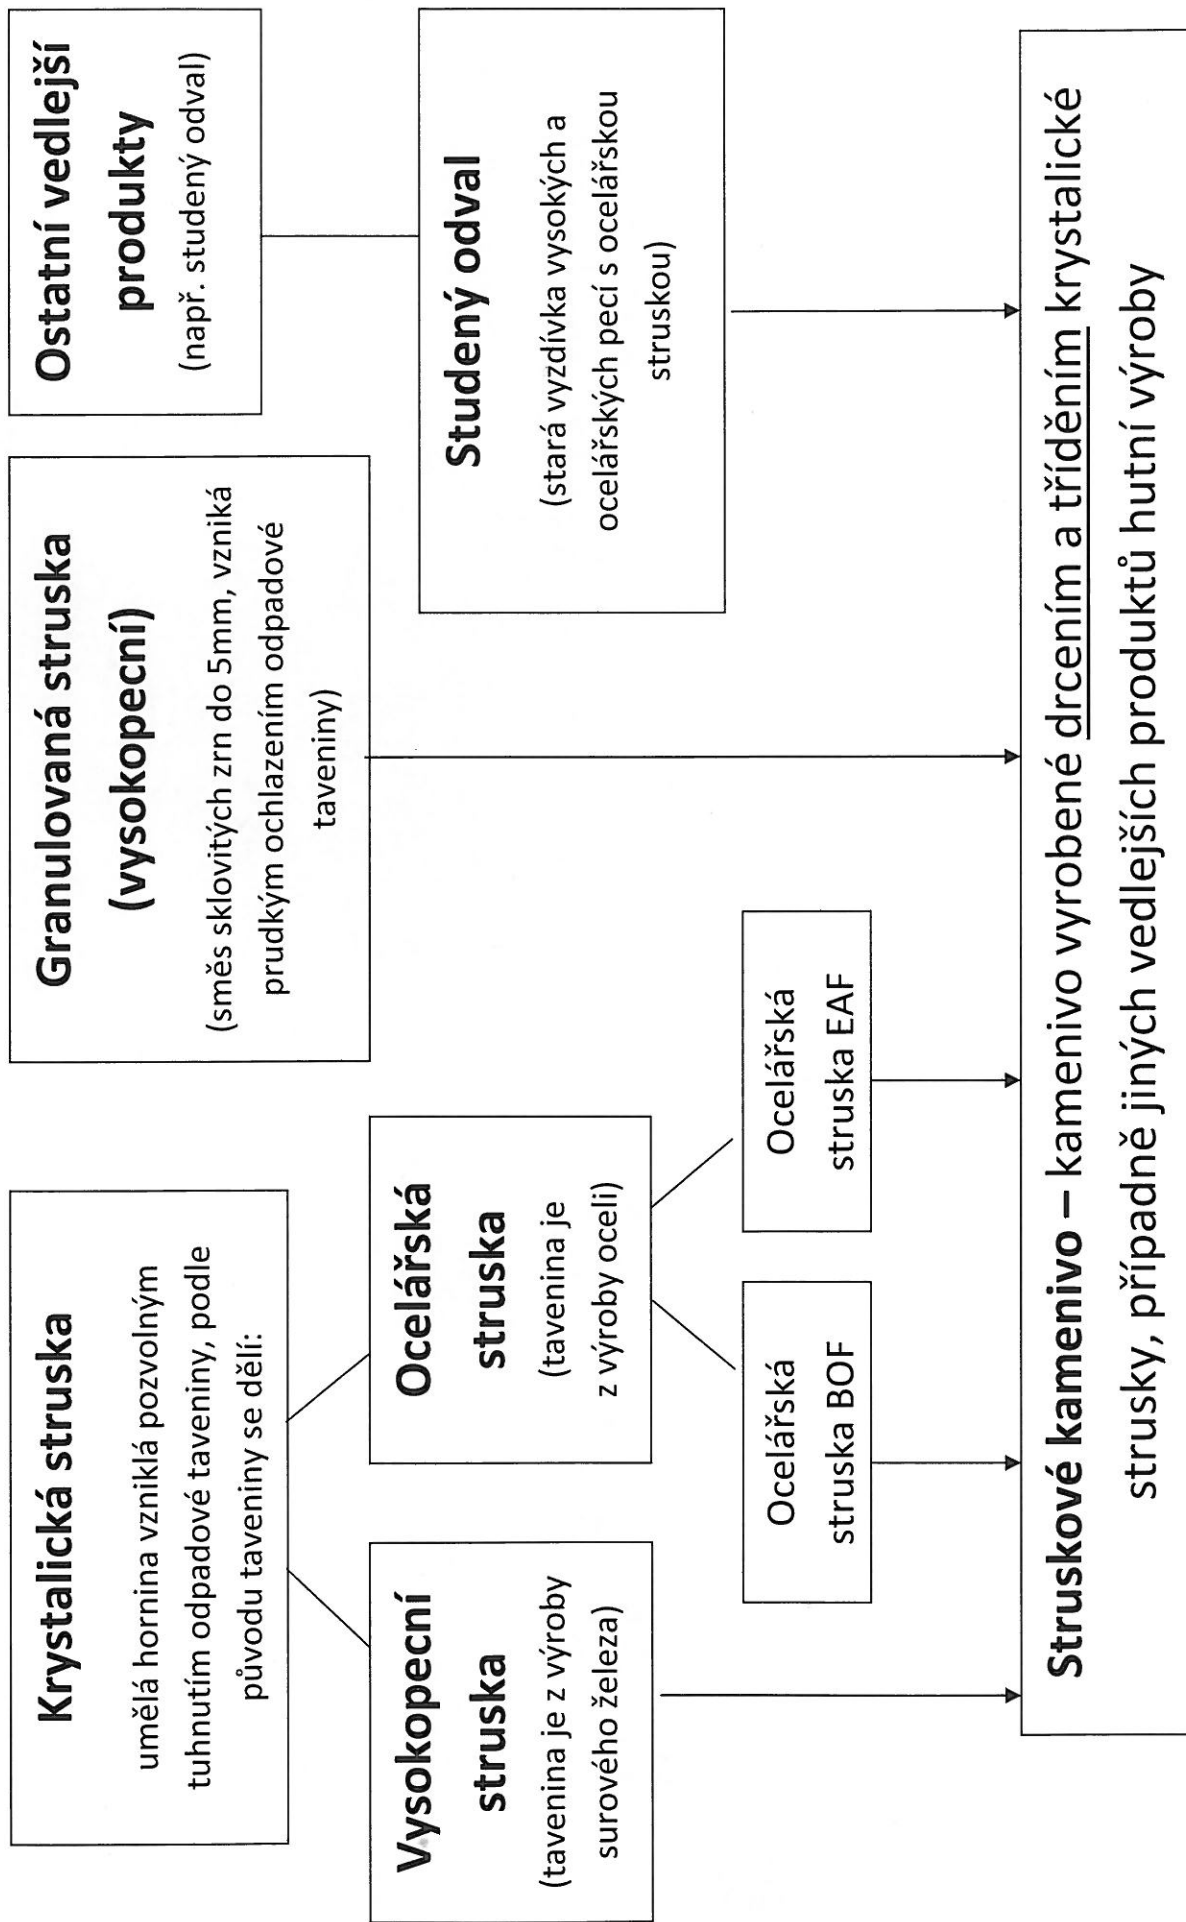 Krystalická struska
umělá hornina vzniklá pozvolným
tuhnutím odpadové taveniny, podle
původu taveniny se dělí:
Granulovaná struska
(vysokopecní)
(směs sklovitých zrn do 5mm, vzniká
prudkým ochlazením odpadové
taveniny)
Ostatní vedlejší
produkty
(např. studený odval)
Vysokopecní
struska
(tavenina je z výroby
surového železa)
Ocelářská
struska
(tavenina je
z výroby oceli)
Studený odval
(stará vyzdívka vysokých a
ocelářských pecí s ocelářskou
struskou)
Ocelářská
struska BOF
Ocelářská
struska EAF
Struskové kamenivo – kamenivo vyrobené drcením a tříděním krystalické
strusky, případně jiných vedlejších produktů hutní výroby